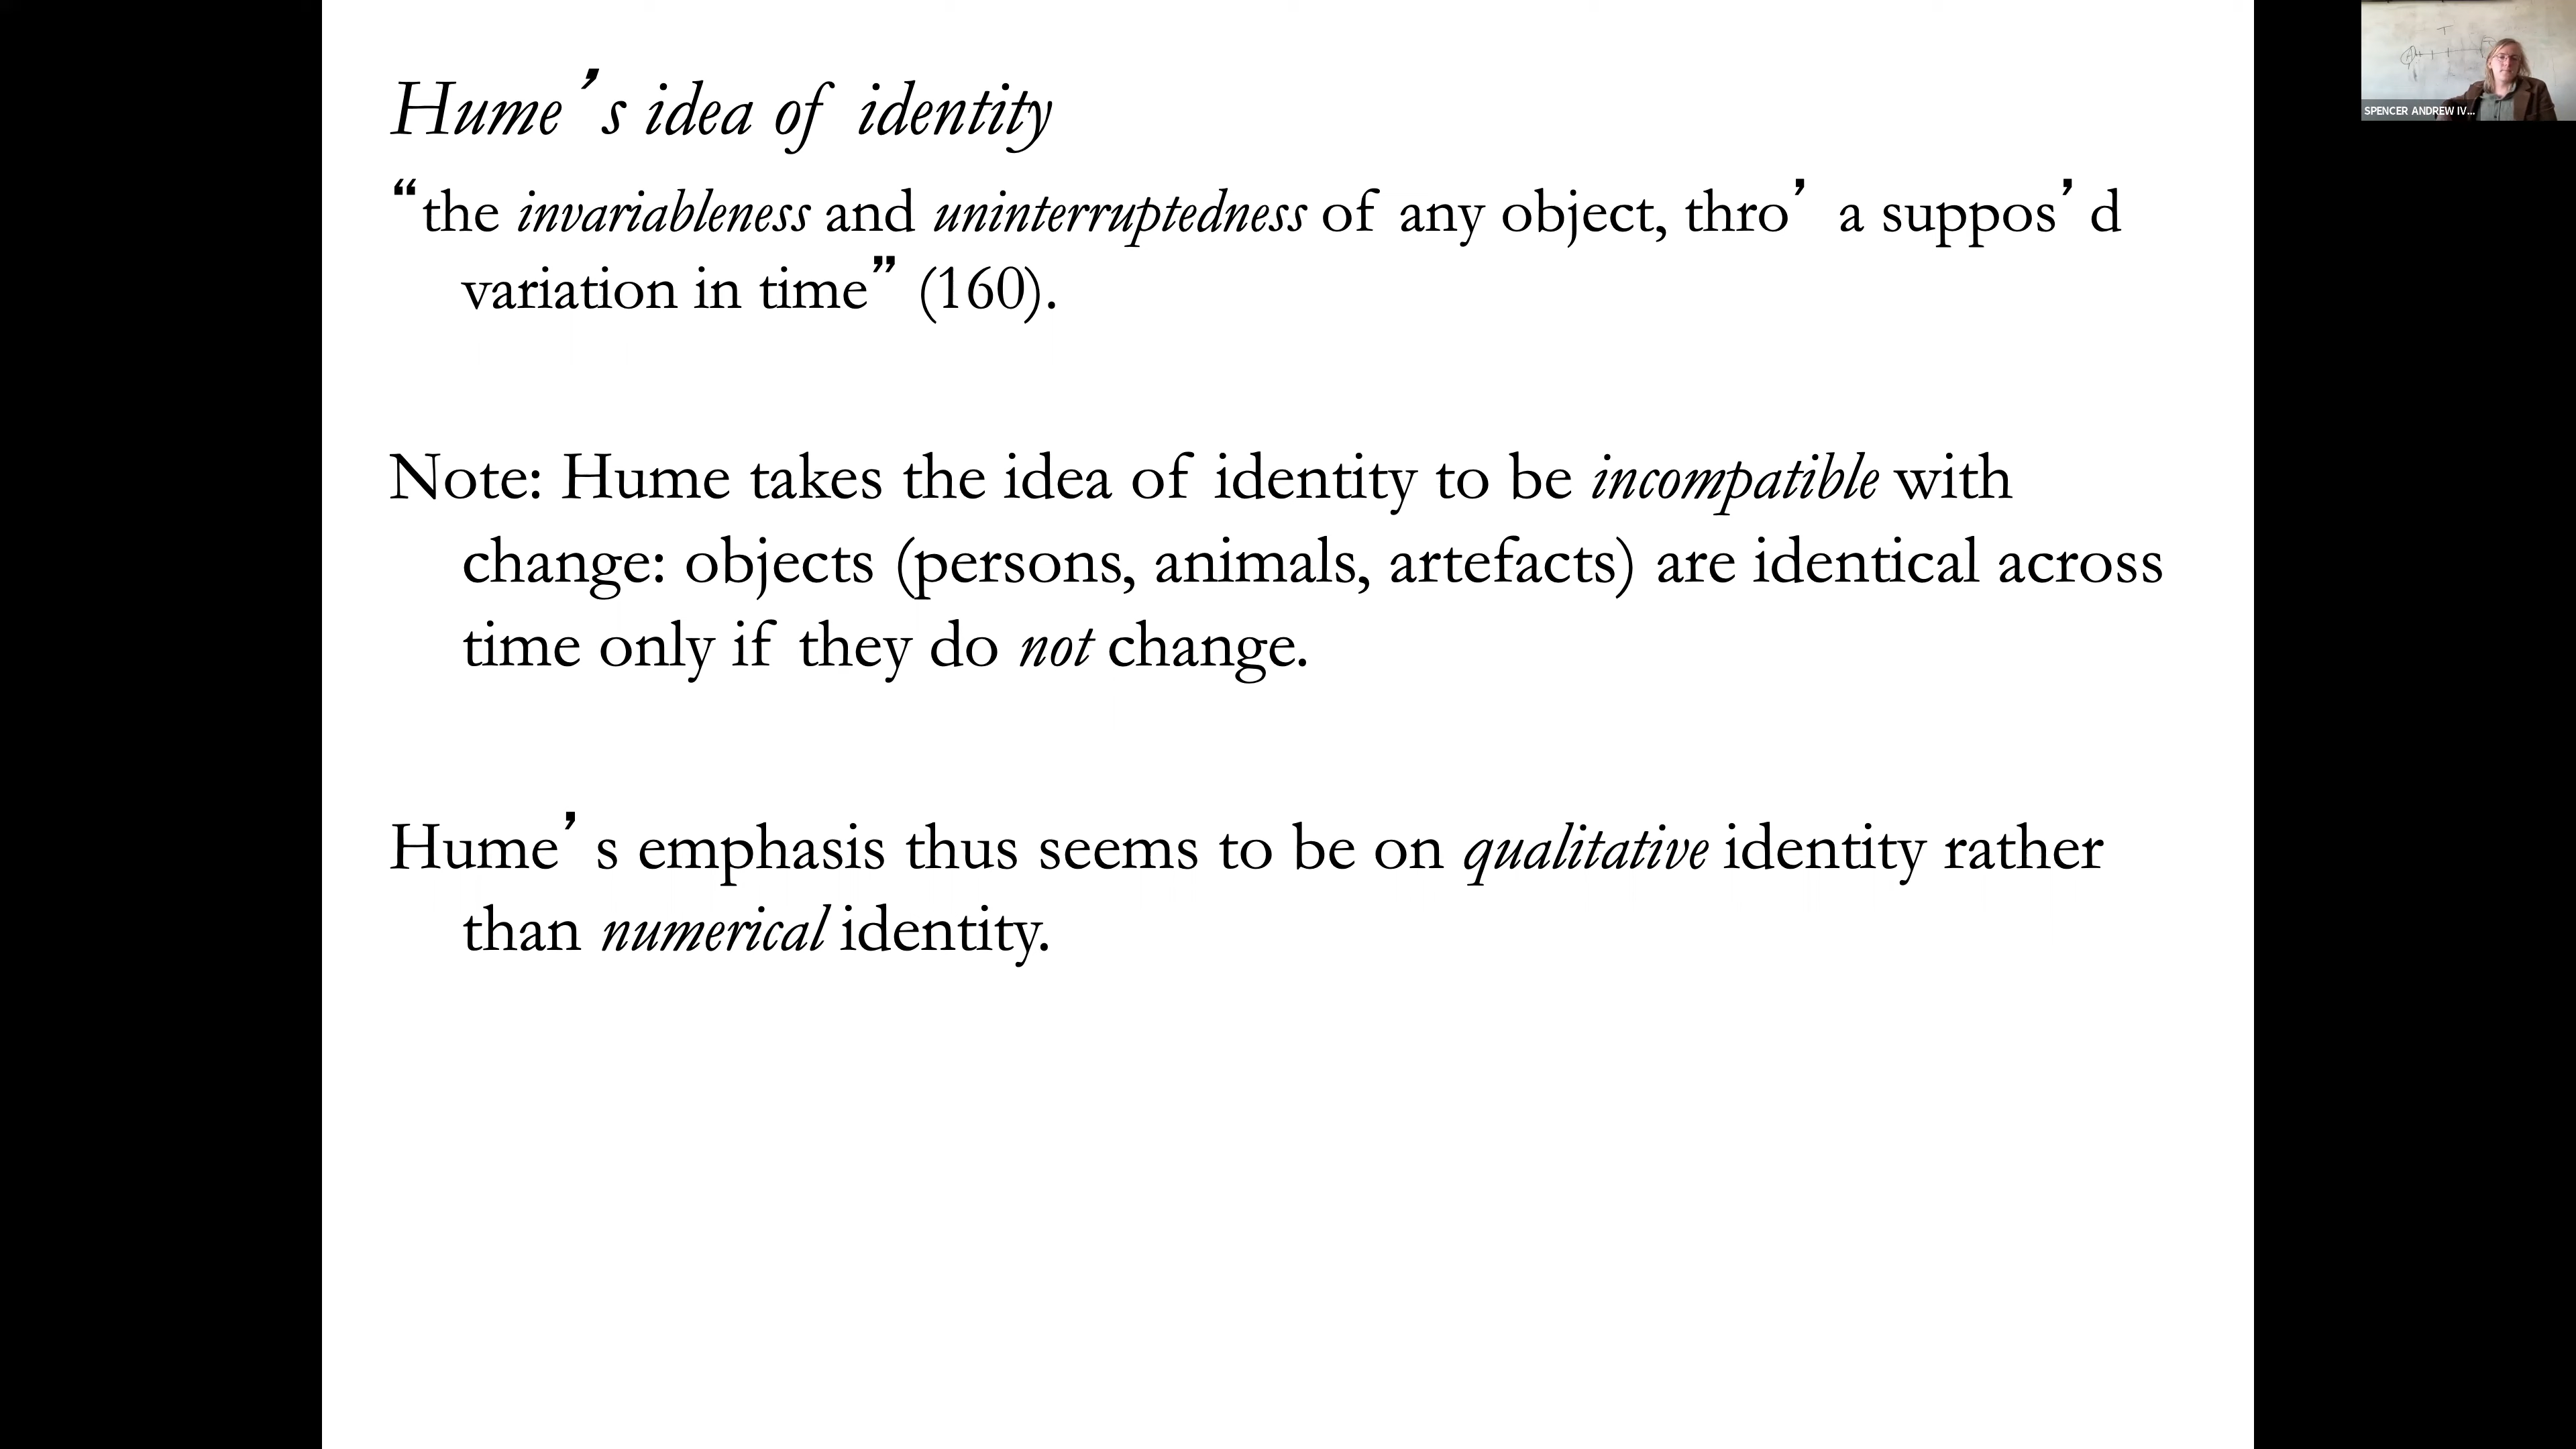 Hume’s idea of identity
SPENCER ANDREW IV...
“the invariableness and uninterruptedness of any object, thro’ a suppos’d
variation in time” (160).
Note: Hume takes the idea of identity to be incompatible with
change: objects (persons, animals, artefacts) are identical across
time only if they do not change.
Hume’s emphasis thus seems to be on qualitative identity rather
than numerical identity.